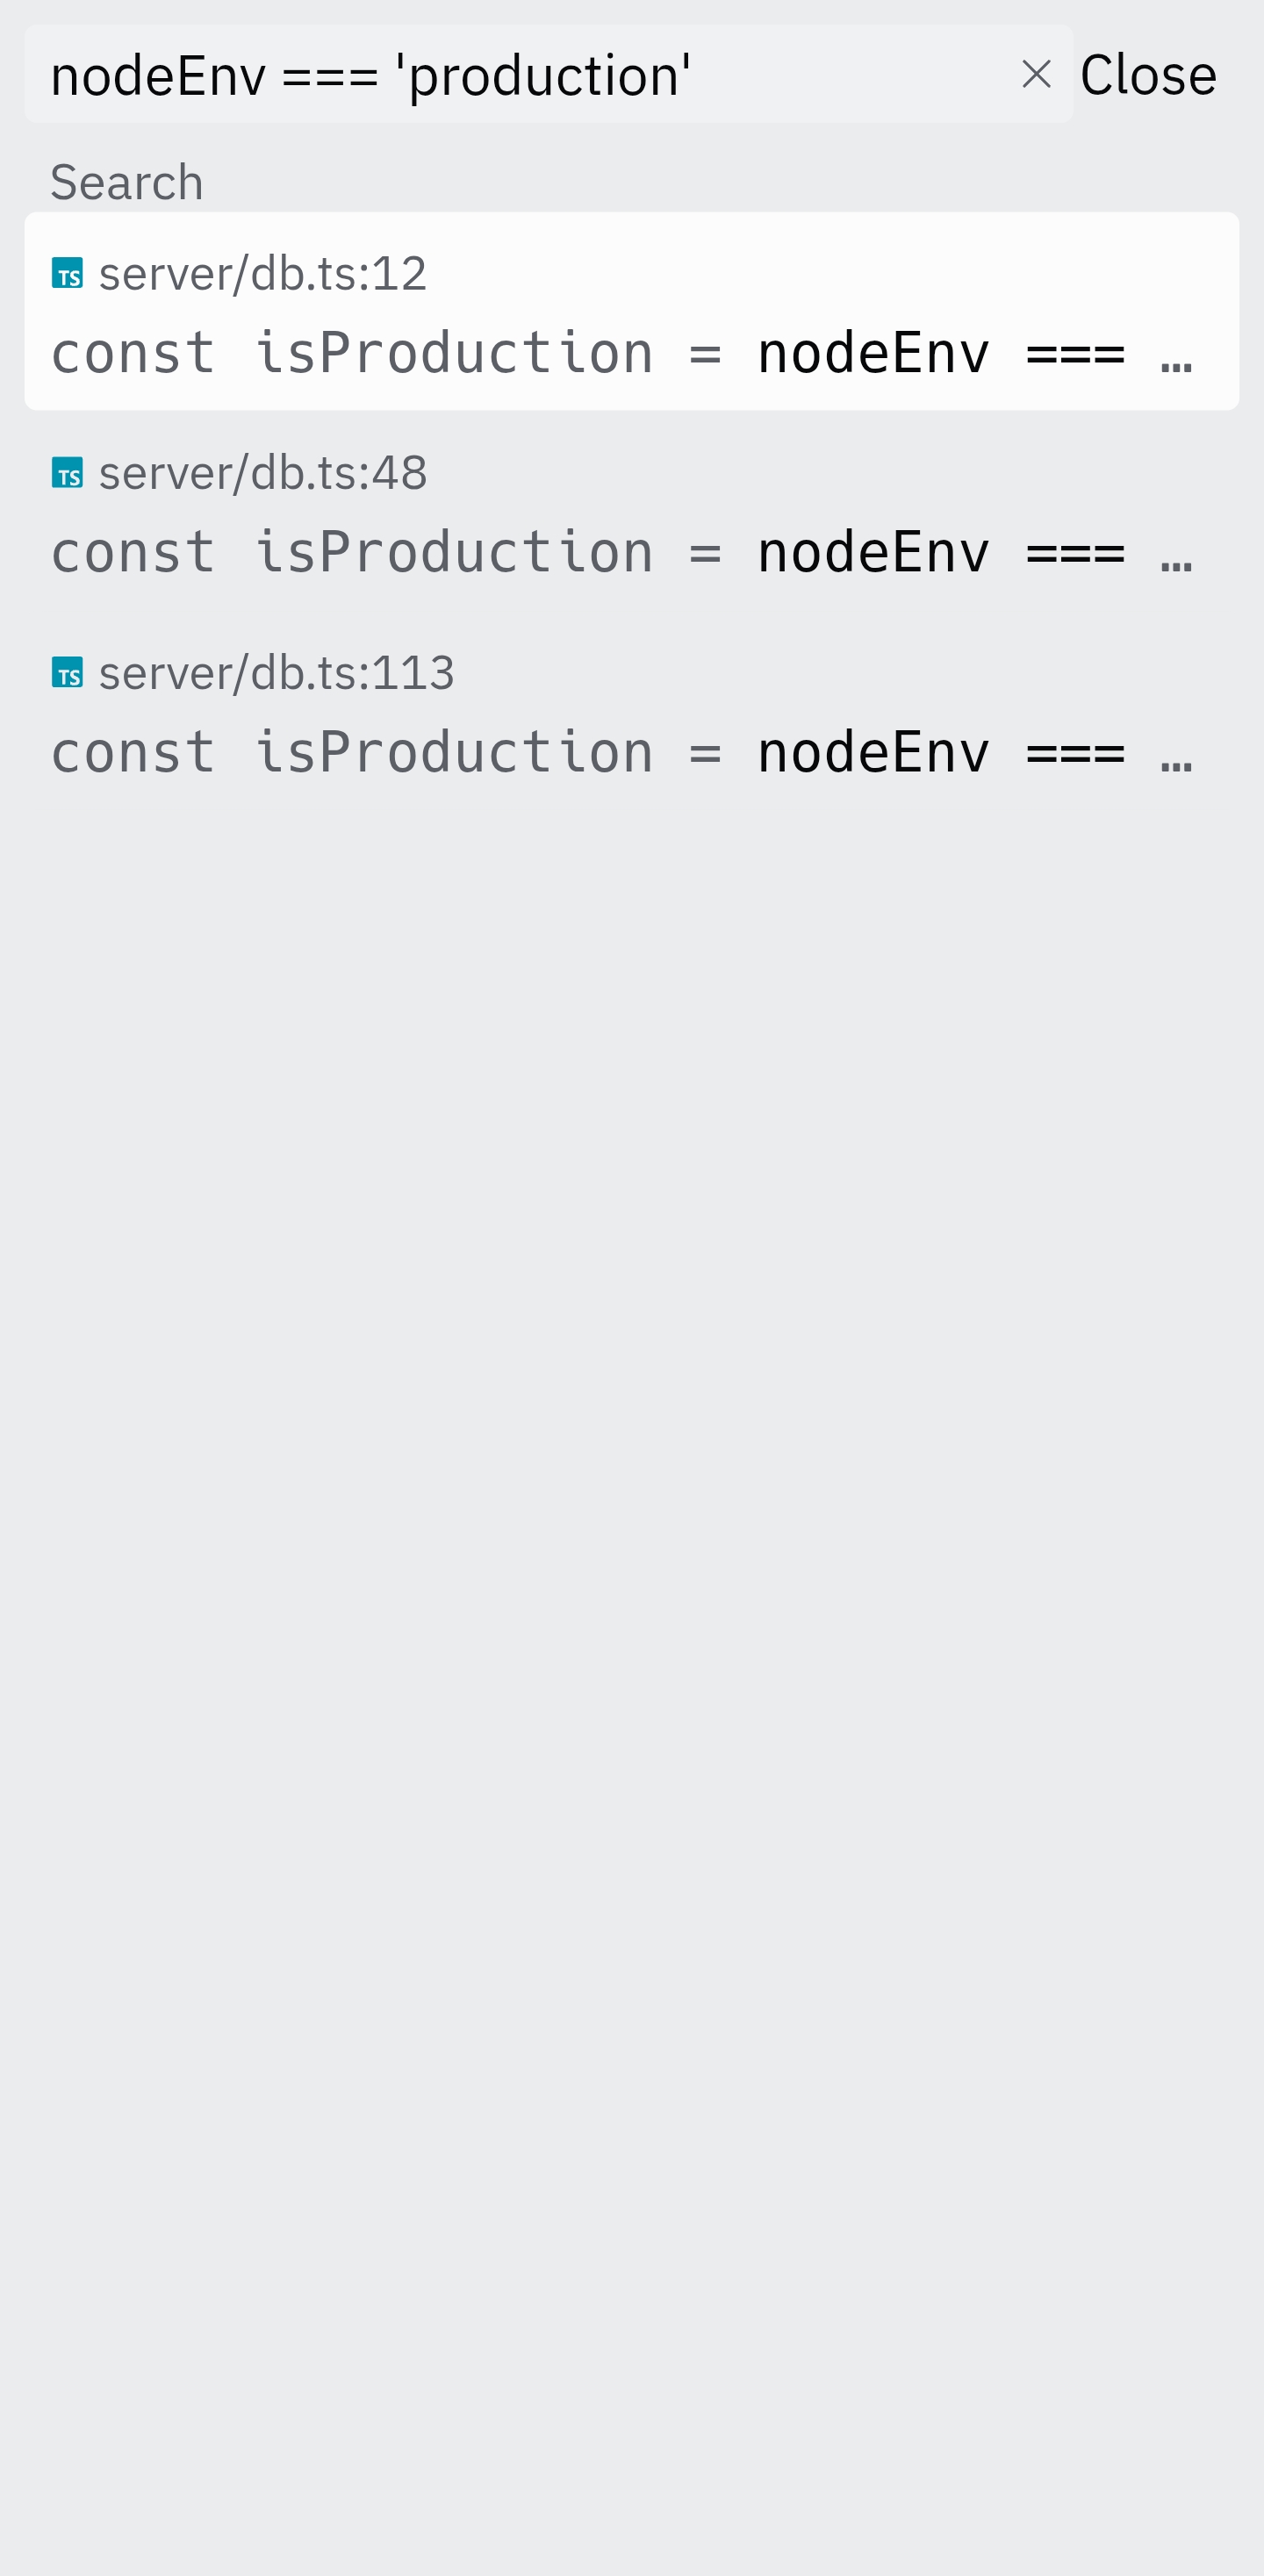 nodeEnv === 'production' Close
Search
TS server/db.ts:12
const isProduction = nodeEnv === …
TS server/db.ts:48
const isProduction = nodeEnv === …
TS server/db.ts:113
const isProduction = nodeEnv === …